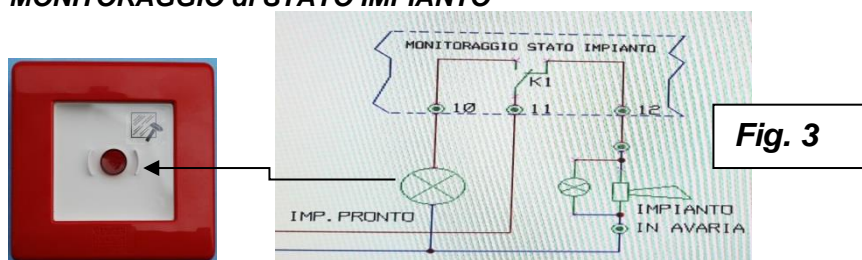 MONITORAGGIO di STATO IMPIANTO
MONITORAGGIO STATO IMPIANTO
K1
10
11
12
Fig. 3
IMP. PRONTO
IMPIANTO
IN AVARIA